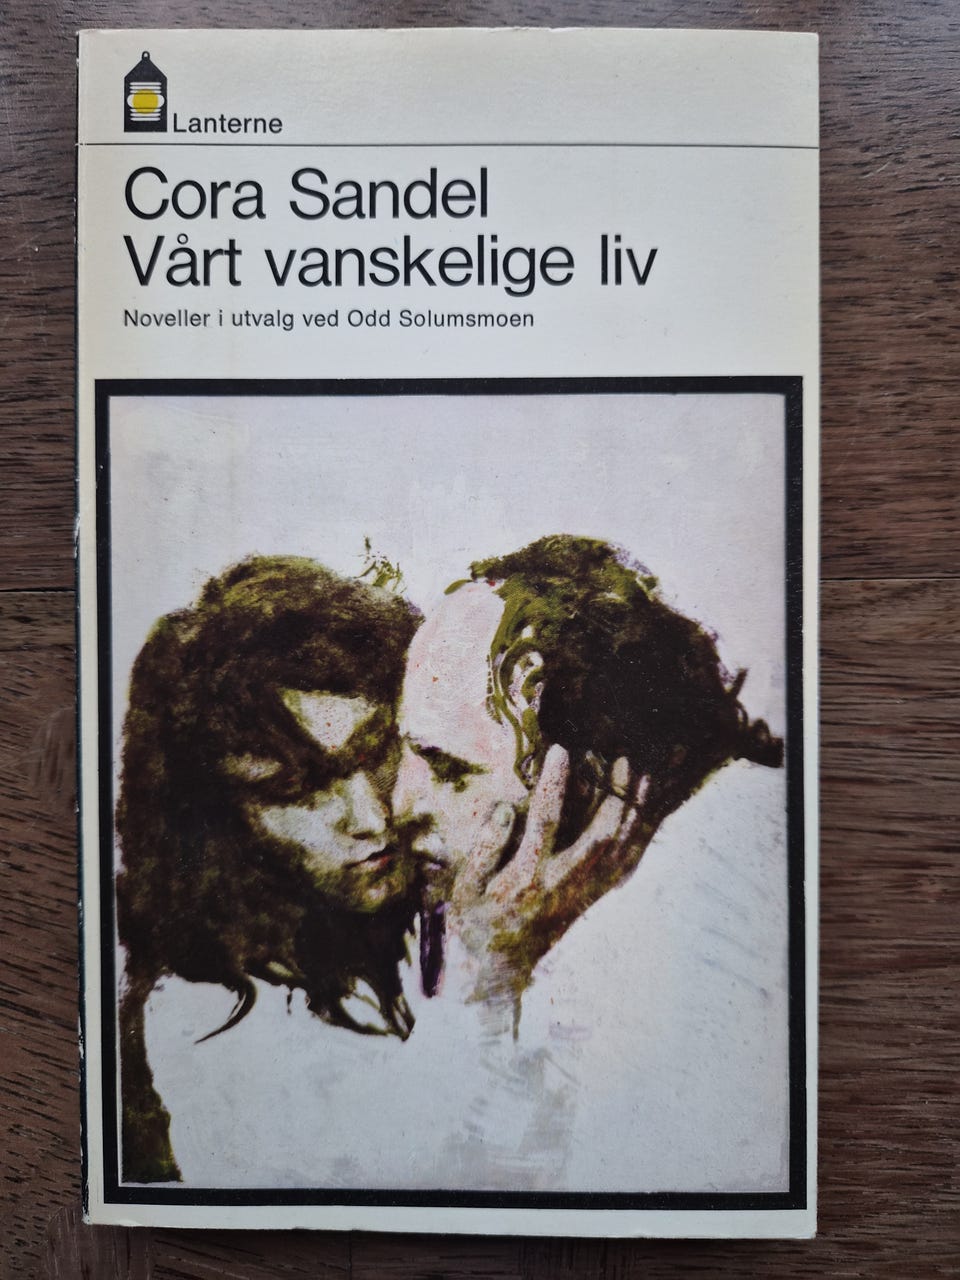 Lanterne
Cora Sandel
Vårt vanskelige liv
Noveller i utvalg ved Odd Solumsmoen